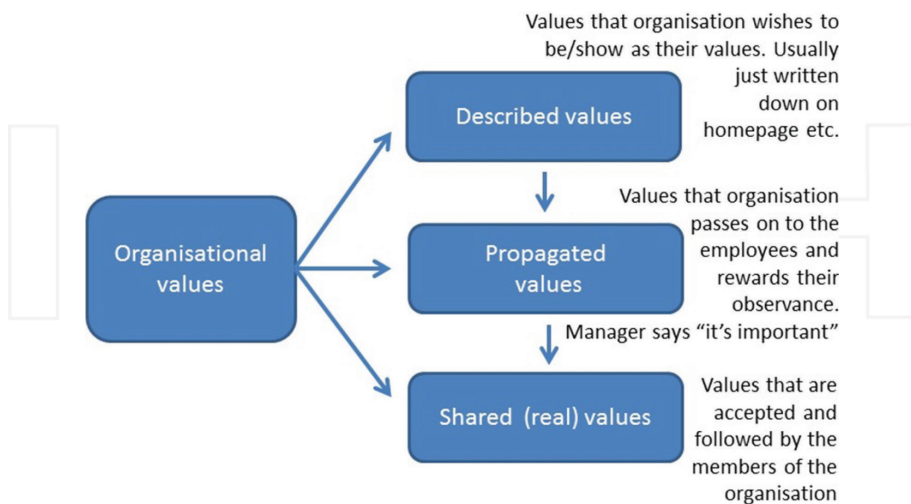 Values that organisation wishes to
be/show as their values. Usually
just written
down on
homepage etc.
Described values
Values that organisation
passes on to the
employees and
rewards their
observance.
Manager says “it’s important”
Organisational
values
Propagated
values
Values that are
accepted and
followed by the
members of the
organisation
Shared (real) values